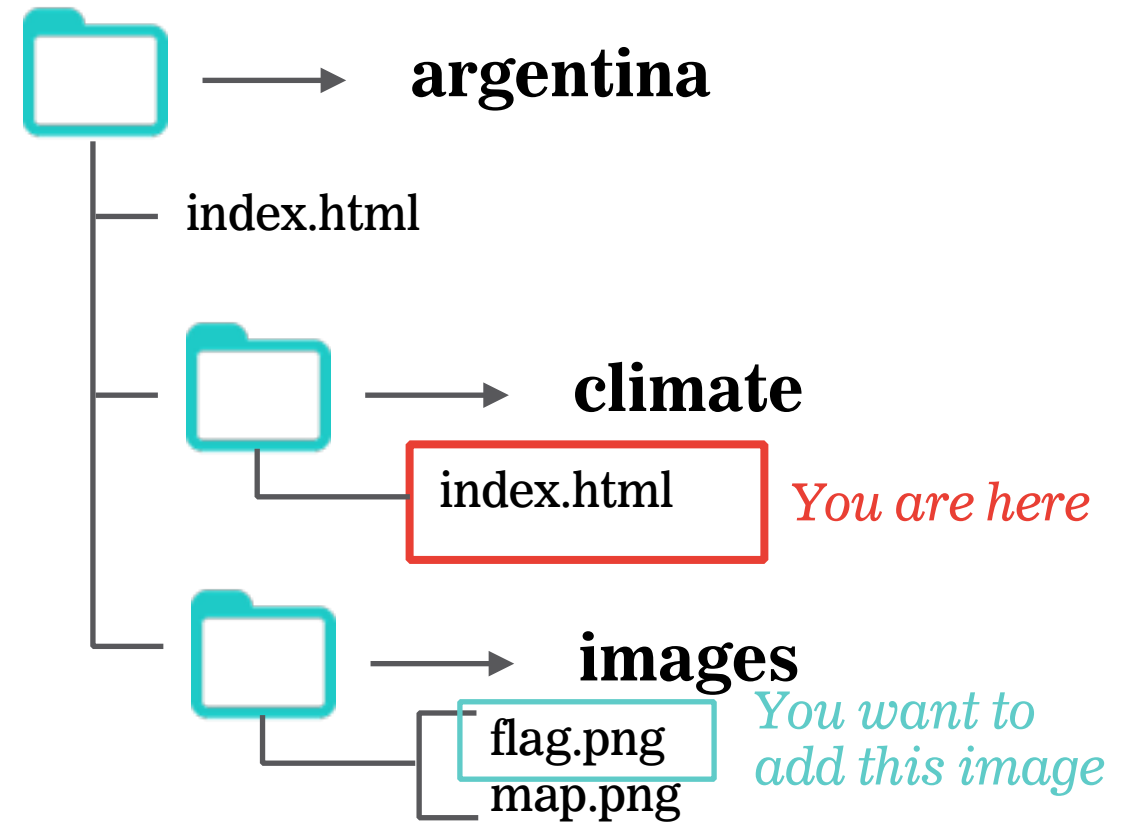 argentina
index.html
climate
index.html
You are here
images
You want to
add this image
flag.png
map.png